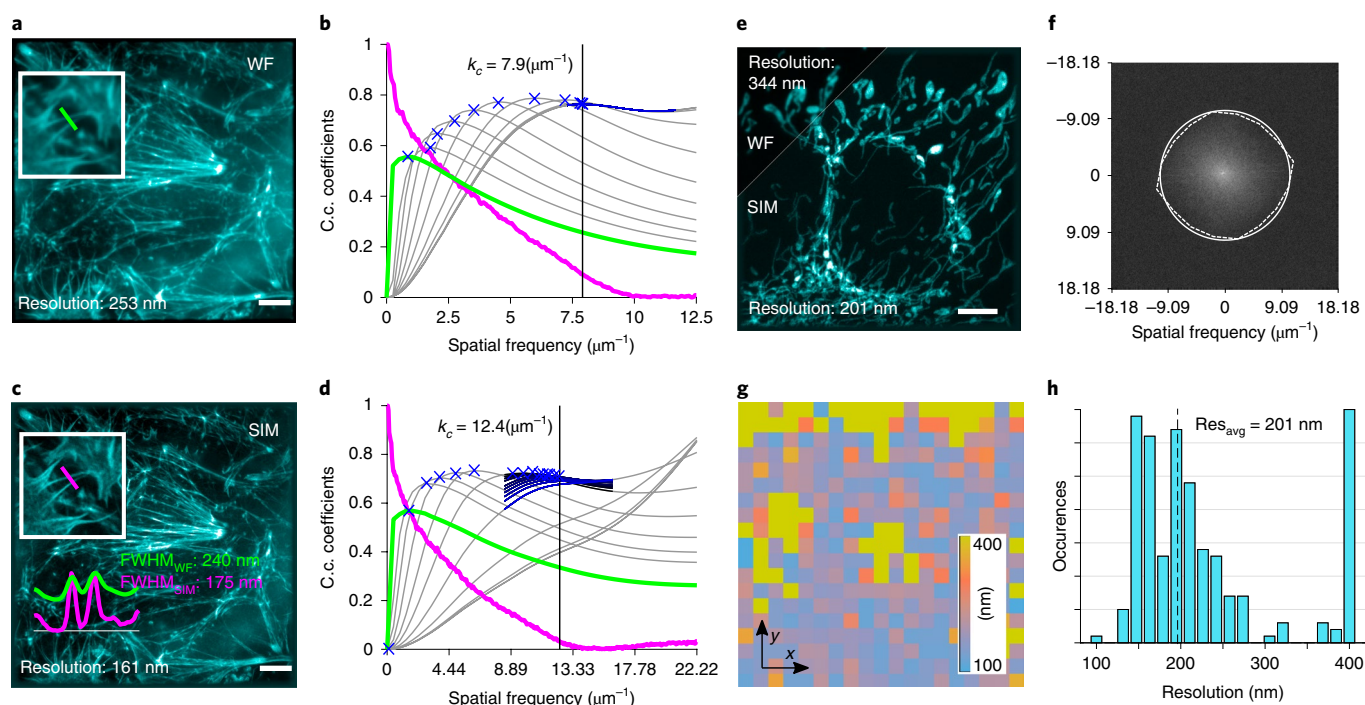 a
WF
Resolution: 253 nm
b
k_c = 7.9(μm⁻¹)
1
0.8
0.6
0.4
0.2
0
C.c. coefficients
0 2.5 5 7.5 10 12.5
Spatial frequency (μm⁻¹)
c
SIM
FWHM_WF: 240 nm
FWHM_SIM: 175 nm
Resolution: 161 nm
d
k_c = 12.4(μm⁻¹)
1
0.8
0.6
0.4
0.2
0
C.c. coefficients
0 4.44 8.89 13.33 17.78 22.22
Spatial frequency (μm⁻¹)
e
Resolution:
344 nm
WF
SIM
Resolution: 201 nm
f
−18.18
−9.09
0
9.09
18.18
−18.18 −9.09 0 9.09 18.18
Spatial frequency (μm⁻¹)
g
400
(nm)
100
y
x
h
Res_avg = 201 nm
Occurrences
100 200 300 400
Resolution (nm)